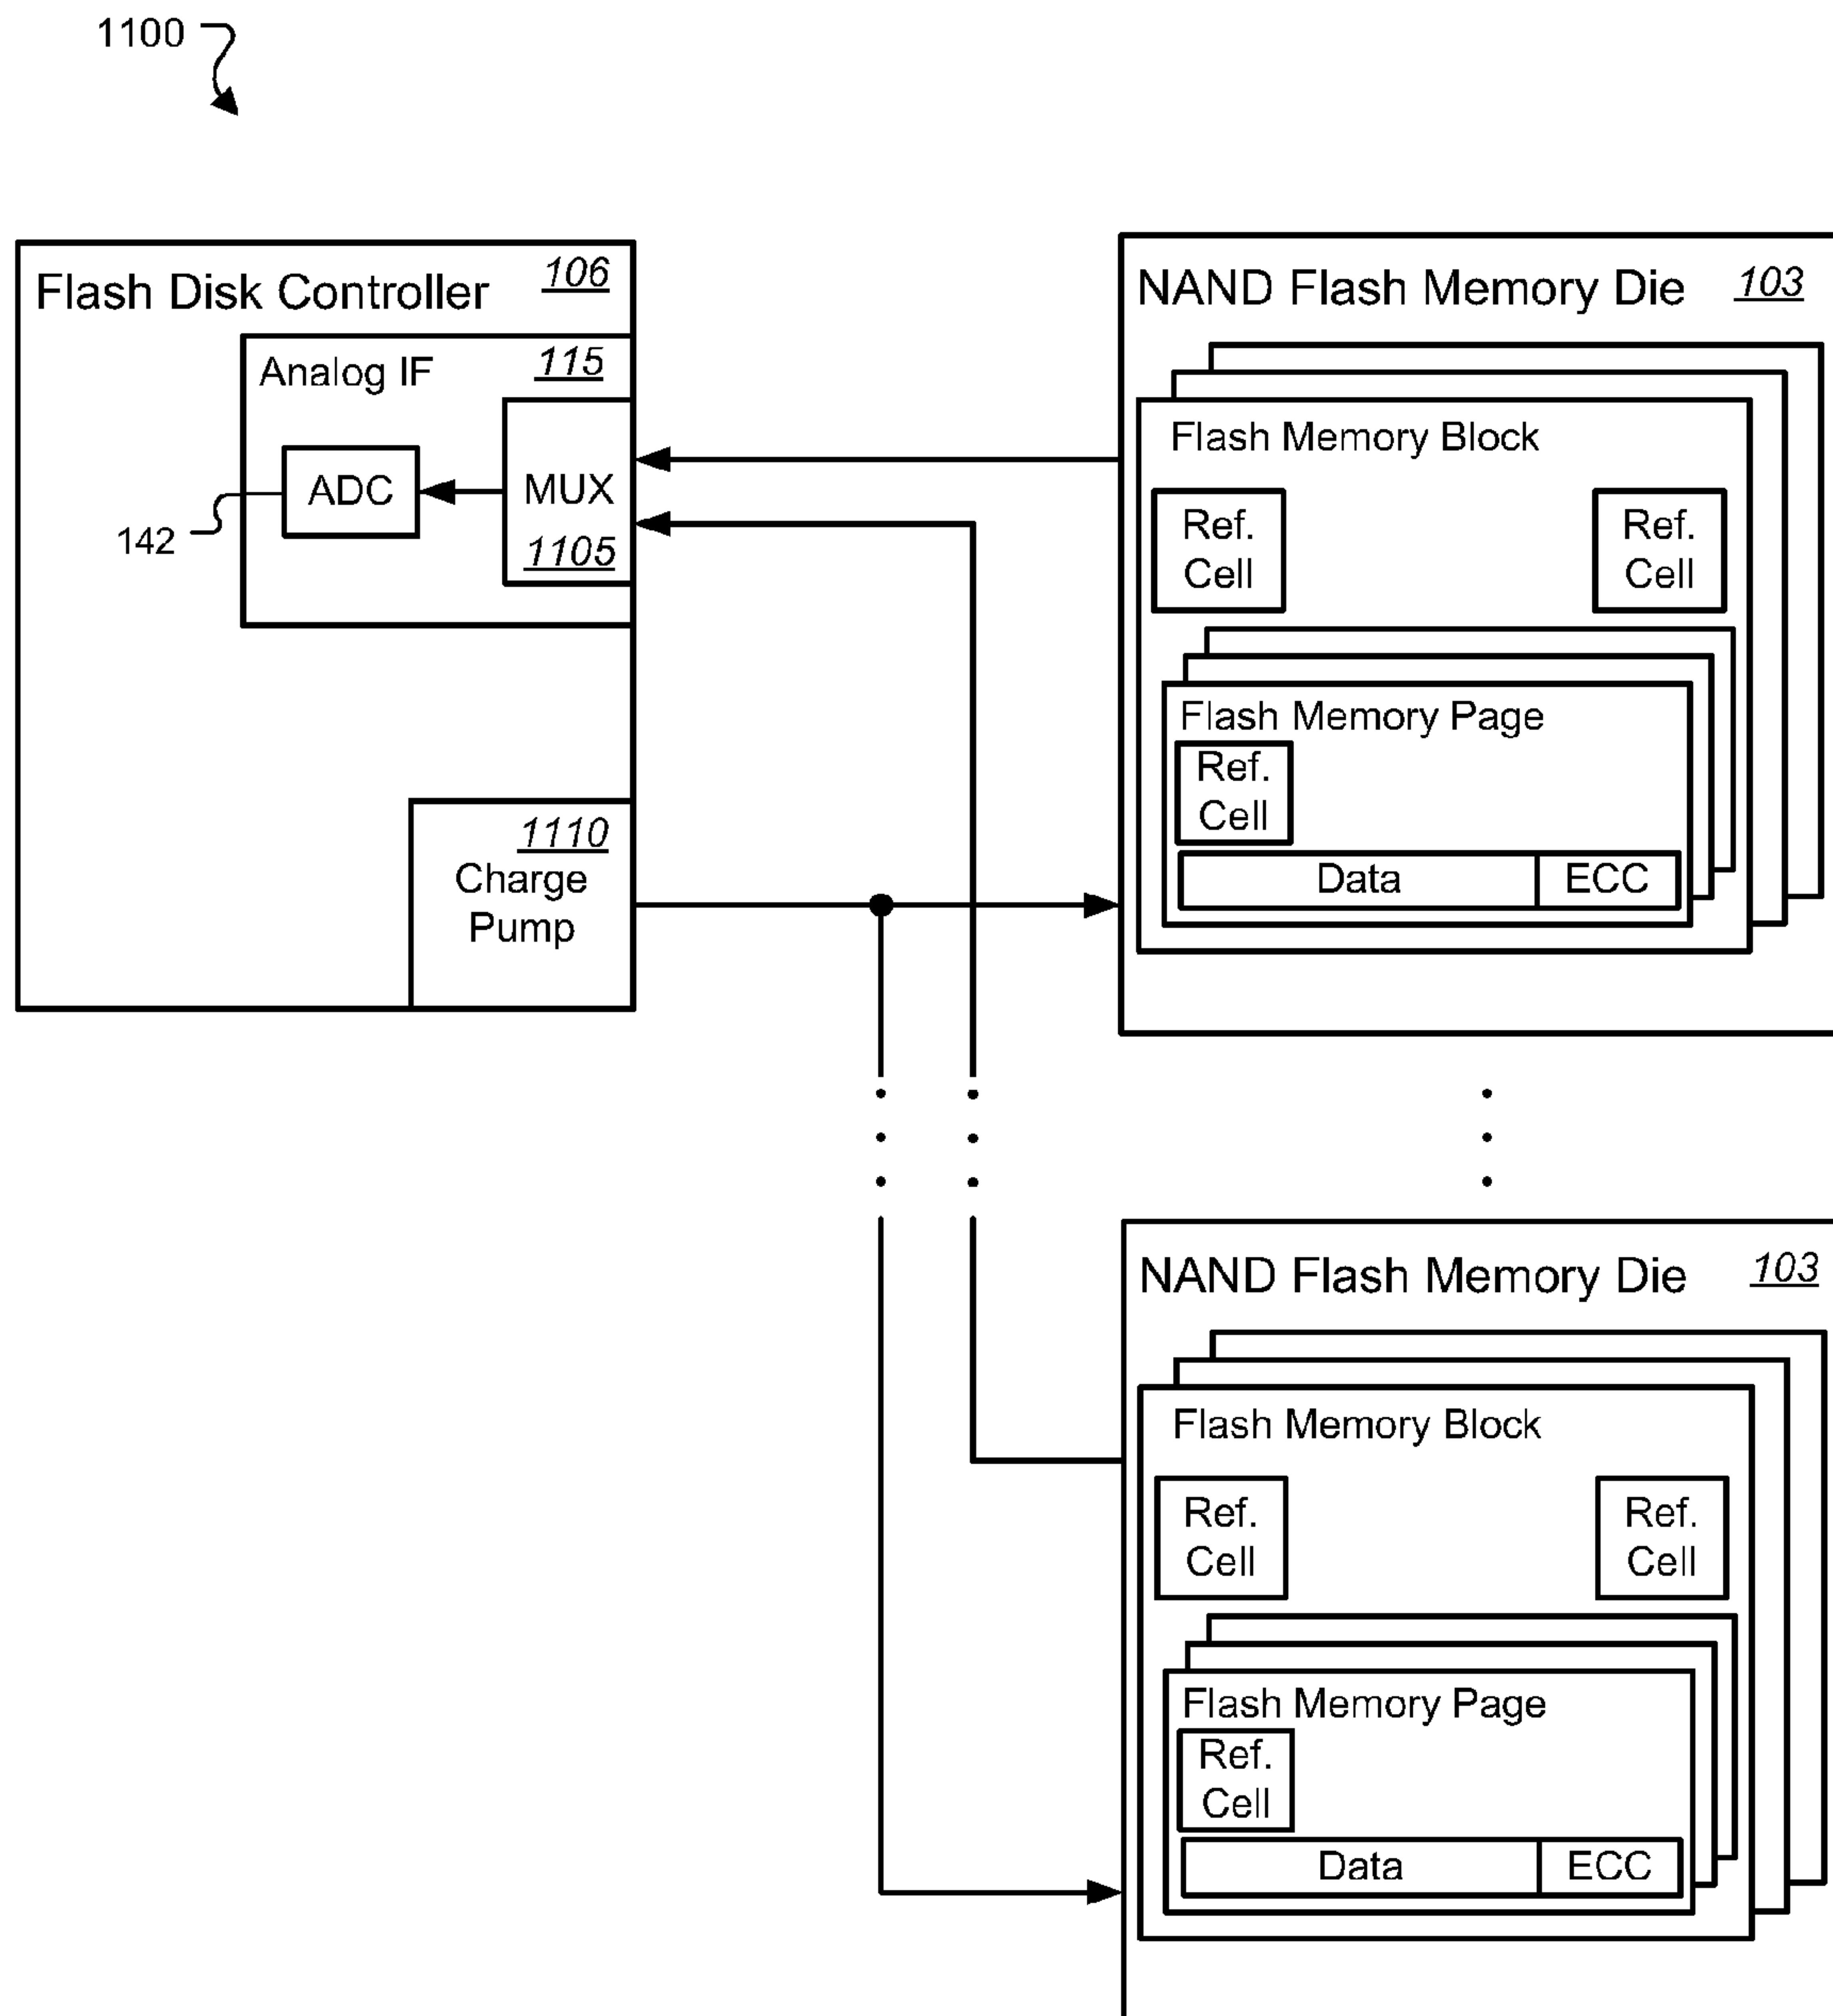 1100
Flash Disk Controller 106
Analog IF 115
ADC
MUX
1105
142
1110
Charge
Pump
NAND Flash Memory Die 103
Flash Memory Block
Ref.
Cell
Ref.
Cell
Flash Memory Page
Ref.
Cell
Data ECC
NAND Flash Memory Die 103
Flash Memory Block
Ref.
Cell
Ref.
Cell
Flash Memory Page
Ref.
Cell
Data ECC